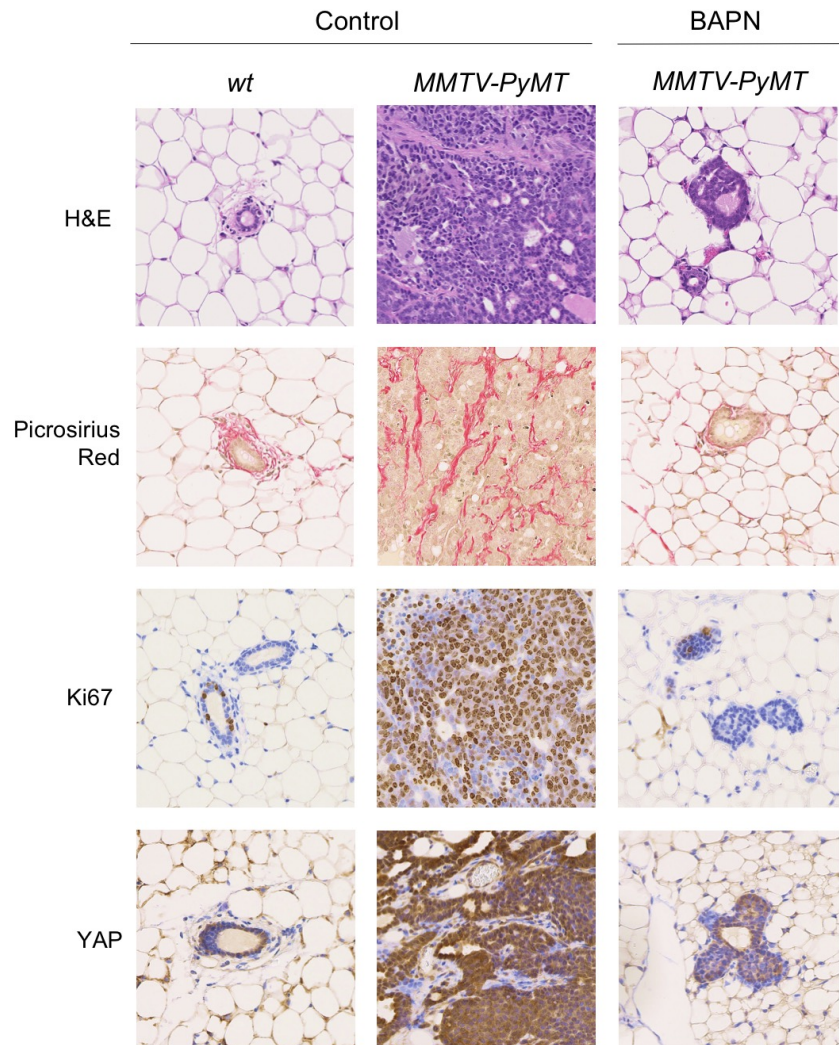 Control BAPN
wt MMTV-PyMT MMTV-PyMT
H&E
Picrosirius
Red
Ki67
YAP